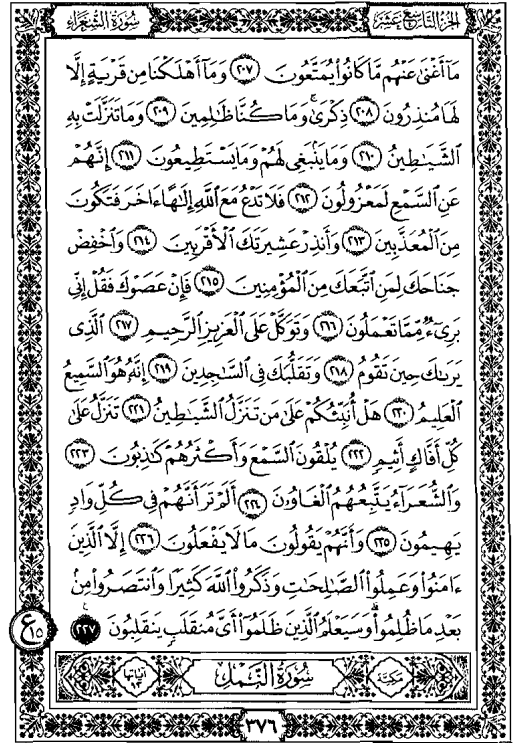 الجزء التاسع عشر
سورة الشعراء
مَآ أَغْنَىٰ عَنْهُم مَّا كَانُوا۟ يُمَتَّعُونَ ۝٢٠٧ وَمَآ أَهْلَكْنَا مِن قَرْيَةٍ إِلَّا
لَهَا مُنذِرُونَ ۝٢٠٨ ذِكْرَىٰ وَمَا كُنَّا ظَٰلِمِينَ ۝٢٠٩ وَمَا تَنَزَّلَتْ بِهِ
ٱلشَّيَٰطِينُ ۝٢١٠ وَمَا يَنۢبَغِى لَهُمْ وَمَا يَسْتَطِيعُونَ ۝٢١١ إِنَّهُمْ
عَنِ ٱلسَّمْعِ لَمَعْزُولُونَ ۝٢١٢ فَلَا تَدْعُ مَعَ ٱللَّهِ إِلَٰهًا ءَاخَرَ فَتَكُونَ
مِنَ ٱلْمُعَذَّبِينَ ۝٢١٣ وَأَنذِرْ عَشِيرَتَكَ ٱلْأَقْرَبِينَ ۝٢١٤ وَٱخْفِضْ
جَنَاحَكَ لِمَنِ ٱتَّبَعَكَ مِنَ ٱلْمُؤْمِنِينَ ۝٢١٥ فَإِنْ عَصَوْكَ فَقُلْ إِنِّى
بَرِىٓءٌ مِّمَّا تَعْمَلُونَ ۝٢١٦ وَتَوَكَّلْ عَلَى ٱلْعَزِيزِ ٱلرَّحِيمِ ۝٢١٧ ٱلَّذِى
يَرَىٰكَ حِينَ تَقُومُ ۝٢١٨ وَتَقَلُّبَكَ فِى ٱلسَّٰجِدِينَ ۝٢١٩ إِنَّهُۥ هُوَ ٱلسَّمِيعُ
ٱلْعَلِيمُ ۝٢٢٠ هَلْ أُنَبِّئُكُمْ عَلَىٰ مَن تَنَزَّلُ ٱلشَّيَٰطِينُ ۝٢٢١ تَنَزَّلُ عَلَىٰ
كُلِّ أَفَّاكٍ أَثِيمٍ ۝٢٢٢ يُلْقُونَ ٱلسَّمْعَ وَأَكْثَرُهُمْ كَٰذِبُونَ ۝٢٢٣
وَٱلشُّعَرَآءُ يَتَّبِعُهُمُ ٱلْغَاوُۥنَ ۝٢٢٤ أَلَمْ تَرَ أَنَّهُمْ فِى كُلِّ وَادٍ
يَهِيمُونَ ۝٢٢٥ وَأَنَّهُمْ يَقُولُونَ مَا لَا يَفْعَلُونَ ۝٢٢٦ إِلَّا ٱلَّذِينَ
ءَامَنُوا۟ وَعَمِلُوا۟ ٱلصَّٰلِحَٰتِ وَذَكَرُوا۟ ٱللَّهَ كَثِيرًا وَٱنتَصَرُوا۟ مِنۢ
بَعْدِ مَا ظُلِمُوا۟ وَسَيَعْلَمُ ٱلَّذِينَ ظَلَمُوٓا۟ أَىَّ مُنقَلَبٍ يَنقَلِبُونَ ۝٢٢٧
ع ١٥
مكية
سورة النمل
آياتها ٩٣
٣٧٦